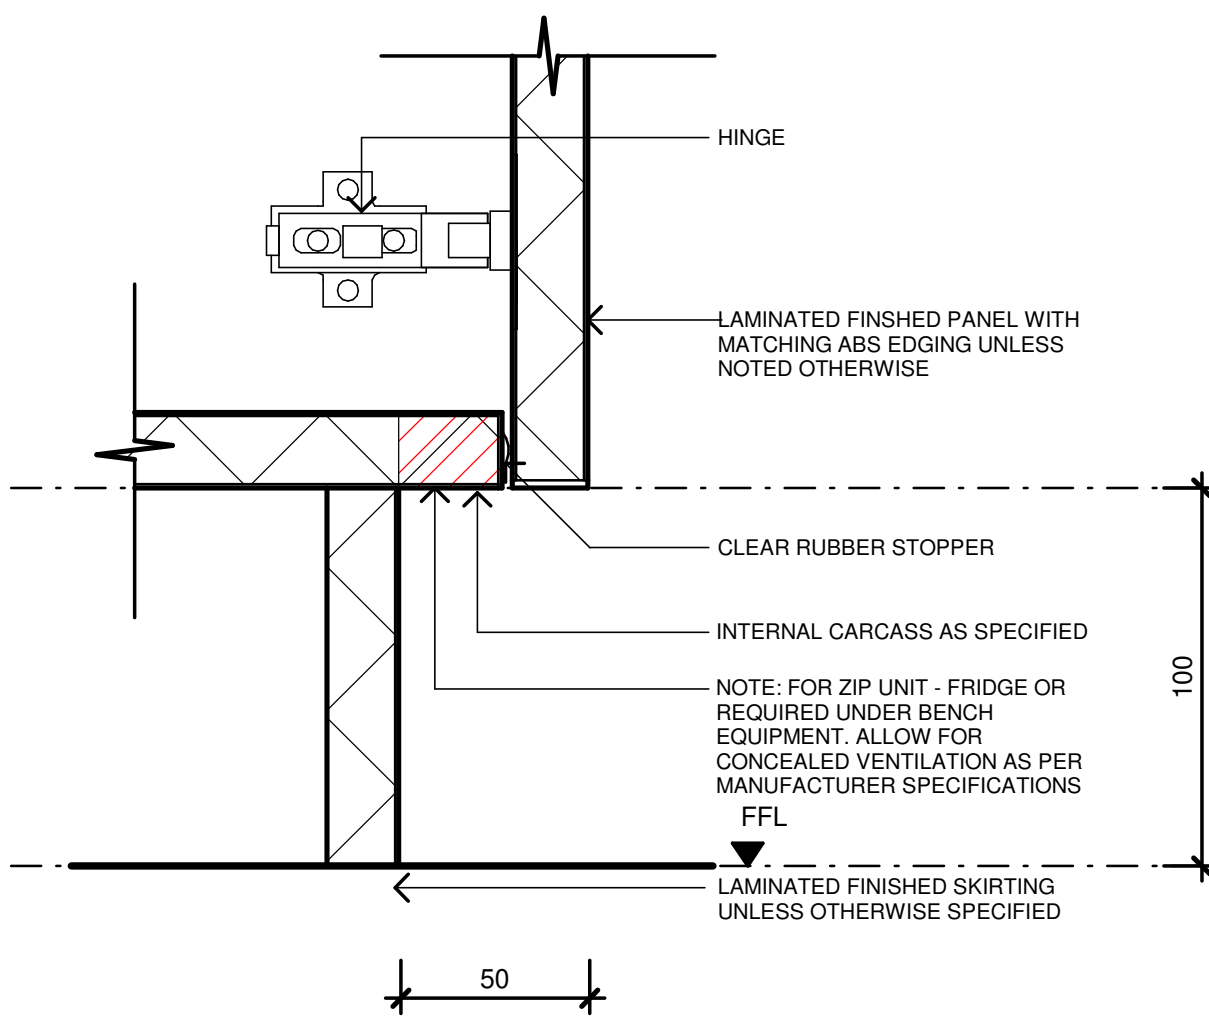 HINGE
LAMINATED FINSHED PANEL WITH
MATCHING ABS EDGING UNLESS
NOTED OTHERWISE
CLEAR RUBBER STOPPER
INTERNAL CARCASS AS SPECIFIED
100
NOTE: FOR ZIP UNIT - FRIDGE OR
REQUIRED UNDER BENCH
EQUIPMENT. ALLOW FOR
CONCEALED VENTILATION AS PER
MANUFACTURER SPECIFICATIONS
FFL
LAMINATED FINISHED SKIRTING
UNLESS OTHERWISE SPECIFIED
50